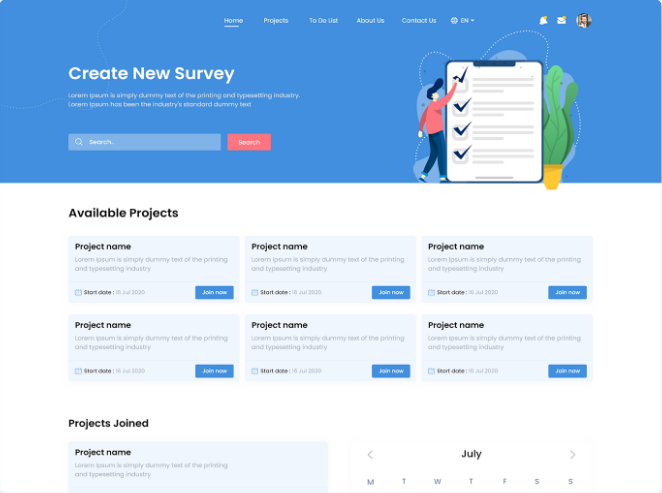 Home Projects To Do List About Us Contact Us EN
Create New Survey
Lorem Ipsum is simply dummy text of the printing and typesetting industry.
Lorem Ipsum has been the industry's standard dummy text
Search.. Search
Available Projects
Project name
Lorem Ipsum is simply dummy text of the printing
and typesetting industry
Start date : 16 Jul 2020 Join now
Project name
Lorem Ipsum is simply dummy text of the printing
and typesetting industry
Start date : 16 Jul 2020 Join now
Project name
Lorem Ipsum is simply dummy text of the printing
and typesetting industry
Start date : 16 Jul 2020 Join now
Project name
Lorem Ipsum is simply dummy text of the printing
and typesetting industry
Start date : 16 Jul 2020 Join now
Project name
Lorem Ipsum is simply dummy text of the printing
and typesetting industry
Start date : 16 Jul 2020 Join now
Project name
Lorem Ipsum is simply dummy text of the printing
and typesetting industry
Start date : 16 Jul 2020 Join now
Projects Joined
Project name
Lorem Ipsum is simply dummy text of the printing
and typesetting industry
July
M T W T F S S